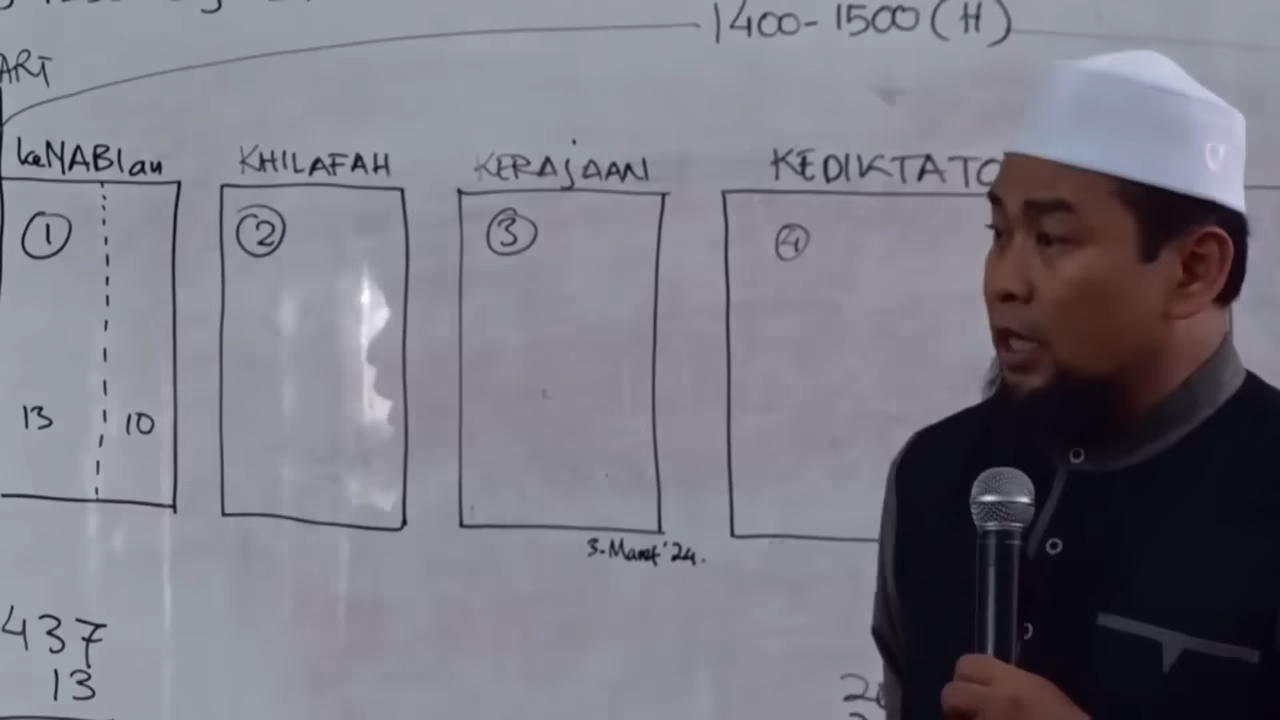 1400-1500 (H)
ART
keNABIan KHILAFAH KERAjAAN KEDIKTATO
1 2 3 4
13 10
3-Maret '24.
437
13